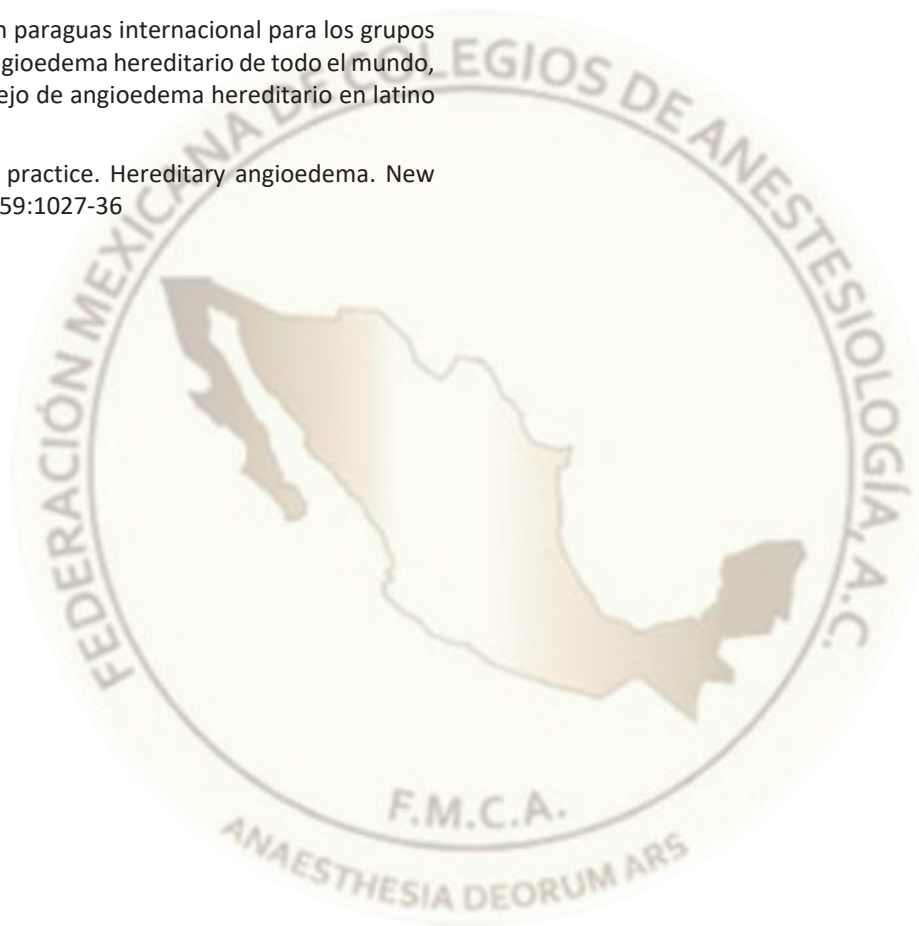 n paraguas internacional para los grupos
gioedema hereditario de todo el mundo,
ejo de angioedema hereditario en latino
practice. Hereditary angioedema. New
59:1027-36
FEDERACIÓN MEXICANA DE COLEGIOS DE ANESTESIOLOGÍA, A.C.
F.M.C.A.
ANAESTHESIA DEORUM ARS